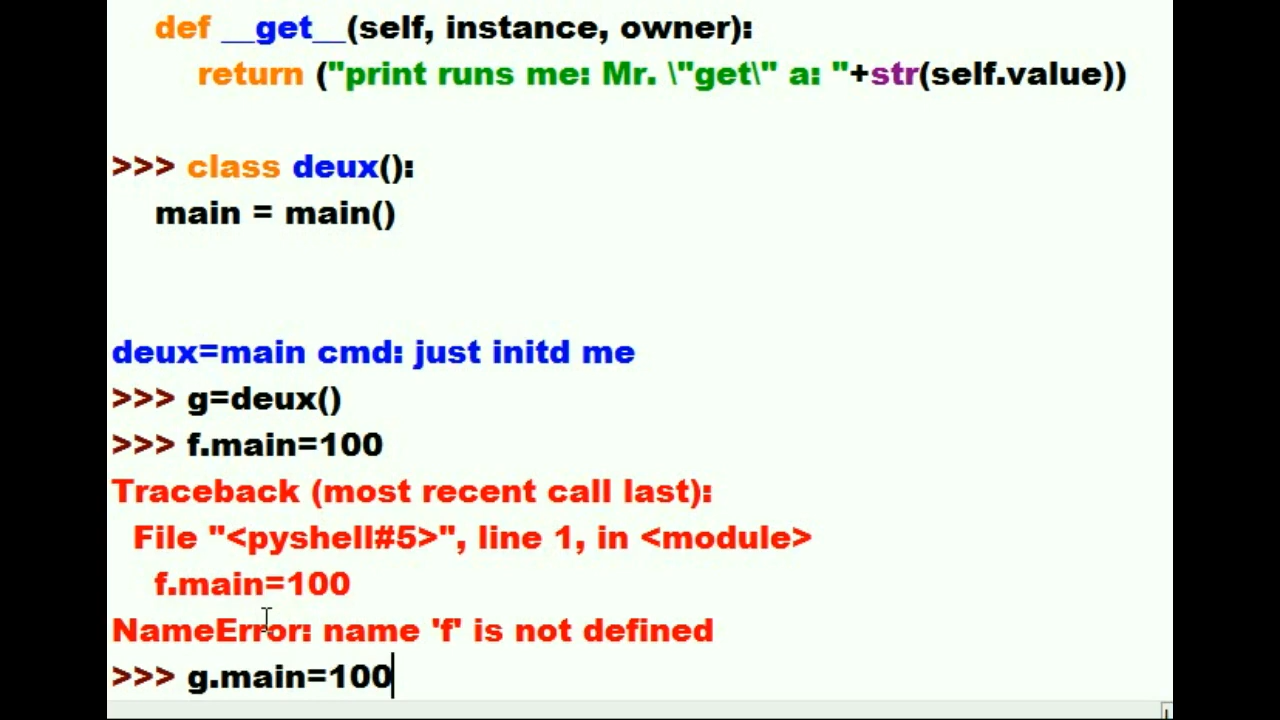 def __get__(self, instance, owner):
return ("print runs me: Mr. \"get\" a: "+str(self.value))
>>> class deux():
main = main()
deux=main cmd: just initd me
>>> g=deux()
>>> f.main=100
Traceback (most recent call last):
File "<pyshell#5>", line 1, in <module>
f.main=100
NameError: name 'f' is not defined
>>> g.main=100